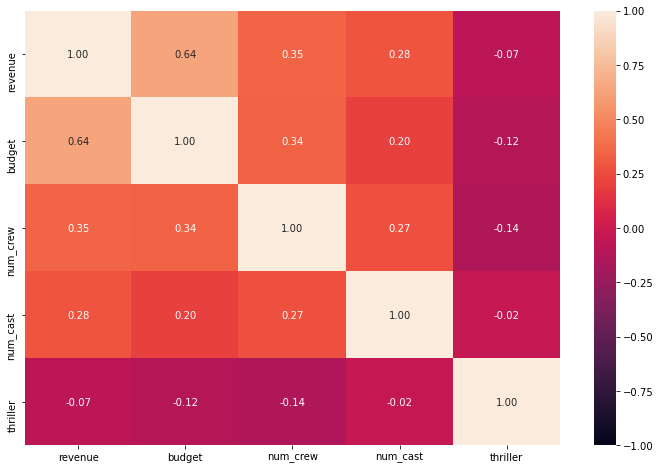 revenue 1.00 0.64 0.35 0.28 -0.07
budget 0.64 1.00 0.34 0.20 -0.12
num_crew 0.35 0.34 1.00 0.27 -0.14
num_cast 0.28 0.20 0.27 1.00 -0.02
thriller -0.07 -0.12 -0.14 -0.02 1.00
revenue budget num_crew num_cast thriller
1.00
0.75
0.50
0.25
0.00
−0.25
−0.50
−0.75
−1.00